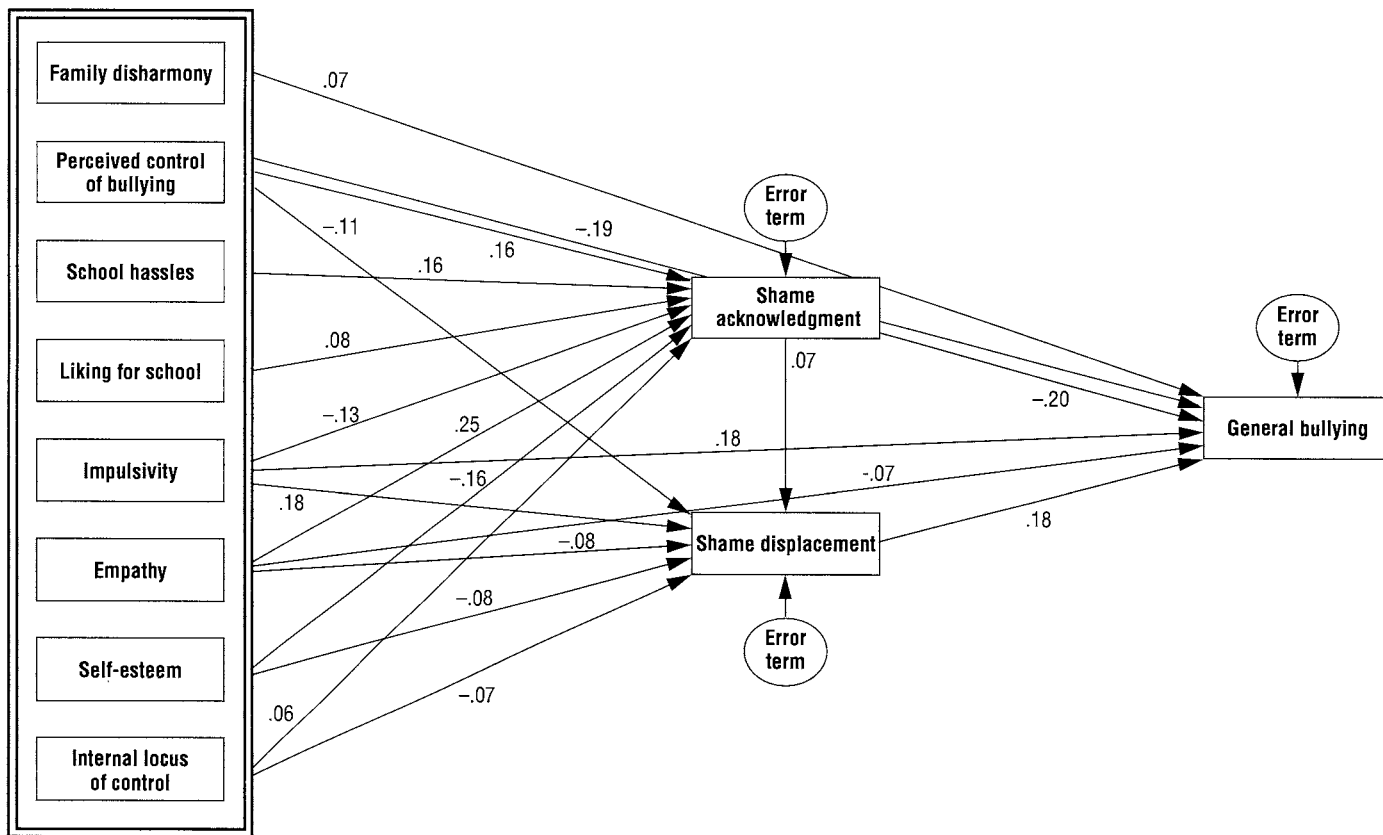 Family disharmony
Perceived control
of bullying
School hassles
Liking for school
Impulsivity
Empathy
Self-esteem
Internal locus
of control
.07
–.11
–.19
.16
.16
.08
–.13
.25
–.16
.18
.18
-.07
–.08
–.08
–.07
.06
Error
term
Shame
acknowledgment
.07
Shame displacement
Error
term
–.20
.18
Error
term
General bullying